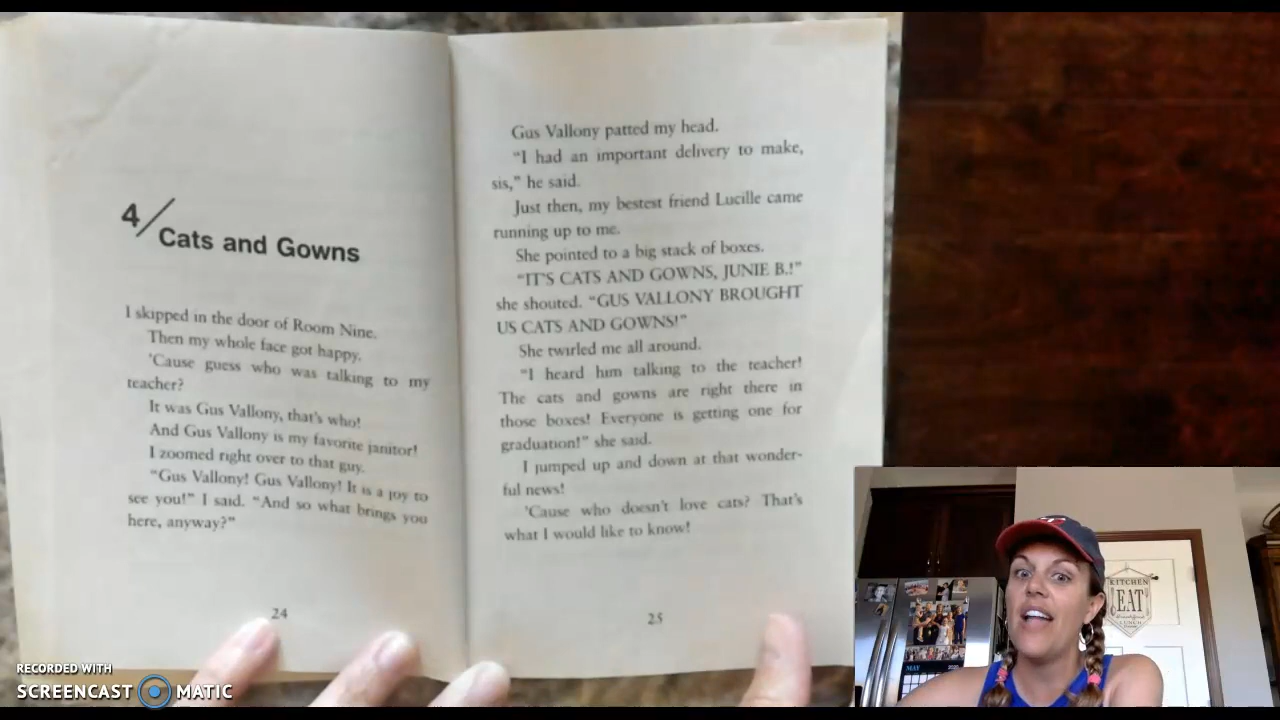 4/Cats and Gowns
I skipped in the door of Room Nine.
Then my whole face got happy.
'Cause guess who was talking to my
teacher?
It was Gus Vallony, that's who!
And Gus Vallony is my favorite janitor!
I zoomed right over to that guy.
"Gus Vallony! Gus Vallony! It is a joy to
see you!" I said. "And so what brings you
here, anyway?"
24
Gus Vallony patted my head.
"I had an important delivery to make,
sis," he said.
Just then, my bestest friend Lucille came
running up to me.
She pointed to a big stack of boxes.
"IT'S CATS AND GOWNS, JUNIE B.!"
she shouted. "GUS VALLONY BROUGHT
US CATS AND GOWNS!"
She twirled me all around.
"I heard him talking to the teacher!
The cats and gowns are right there in
those boxes! Everyone is getting one for
graduation!" she said.
I jumped up and down at that wonder-
ful news!
'Cause who doesn't love cats? That's
what I would like to know!
25
RECORDED WITH
SCREENCAST MATIC
KITCHEN
EAT
LUNCH
MAY 2020